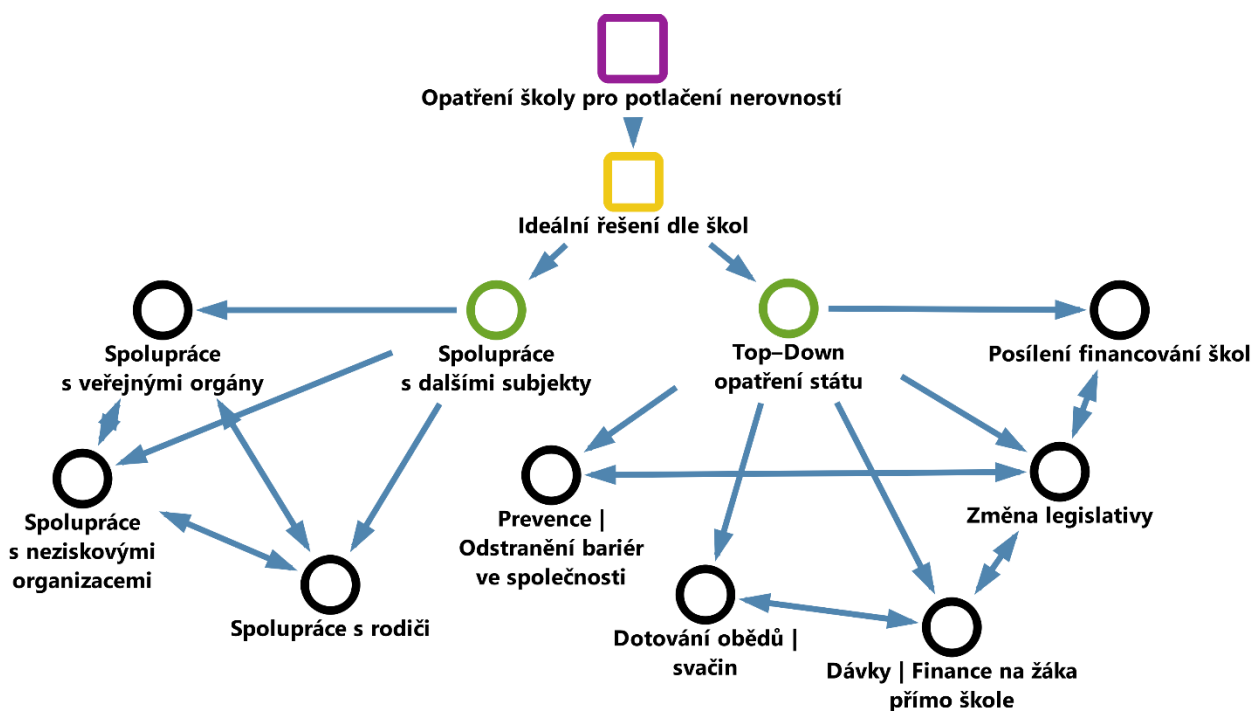 Opatření školy pro potlačení nerovností
Ideální řešení dle škol
Spolupráce
s veřejnými orgány
Spolupráce
s dalšími subjekty
Top–Down
opatření státu
Posílení financování škol
Spolupráce
s neziskovými
organizacemi
Spolupráce s rodiči
Prevence |
Odstranění bariér
ve společnosti
Změna legislativy
Dotování obědů |
svačin
Dávky | Finance na žáka
přímo škole